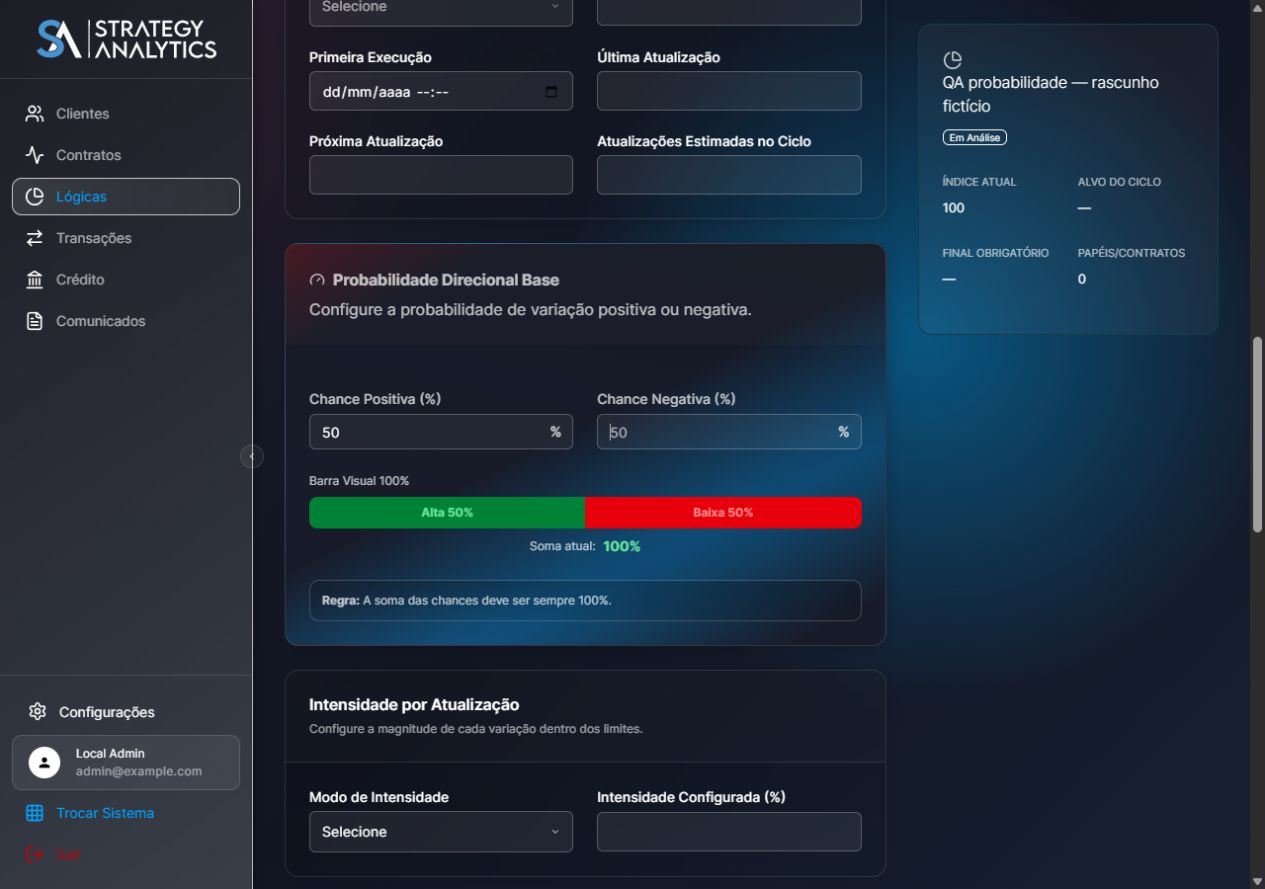 STRATEGY
ANALYTICS
Clientes
Contratos
Lógicas
Transações
Crédito
Comunicados
Configurações
Local Admin
admin@example.com
Trocar Sistema
Sair
Selecione
Primeira Execução
Última Atualização
dd/mm/aaaa --:--
Próxima Atualização
Atualizações Estimadas no Ciclo
Probabilidade Direcional Base
Configure a probabilidade de variação positiva ou negativa.
Chance Positiva (%)
Chance Negativa (%)
50 %
50 %
Barra Visual 100%
Alta 50%
Baixa 50%
Soma atual: 100%
Regra: A soma das chances deve ser sempre 100%.
Intensidade por Atualização
Configure a magnitude de cada variação dentro dos limites.
Modo de Intensidade
Intensidade Configurada (%)
Selecione
QA probabilidade — rascunho
fictício
Em Análise
ÍNDICE ATUAL
ALVO DO CICLO
100
—
FINAL OBRIGATÓRIO
PAPÉIS/CONTRATOS
—
0